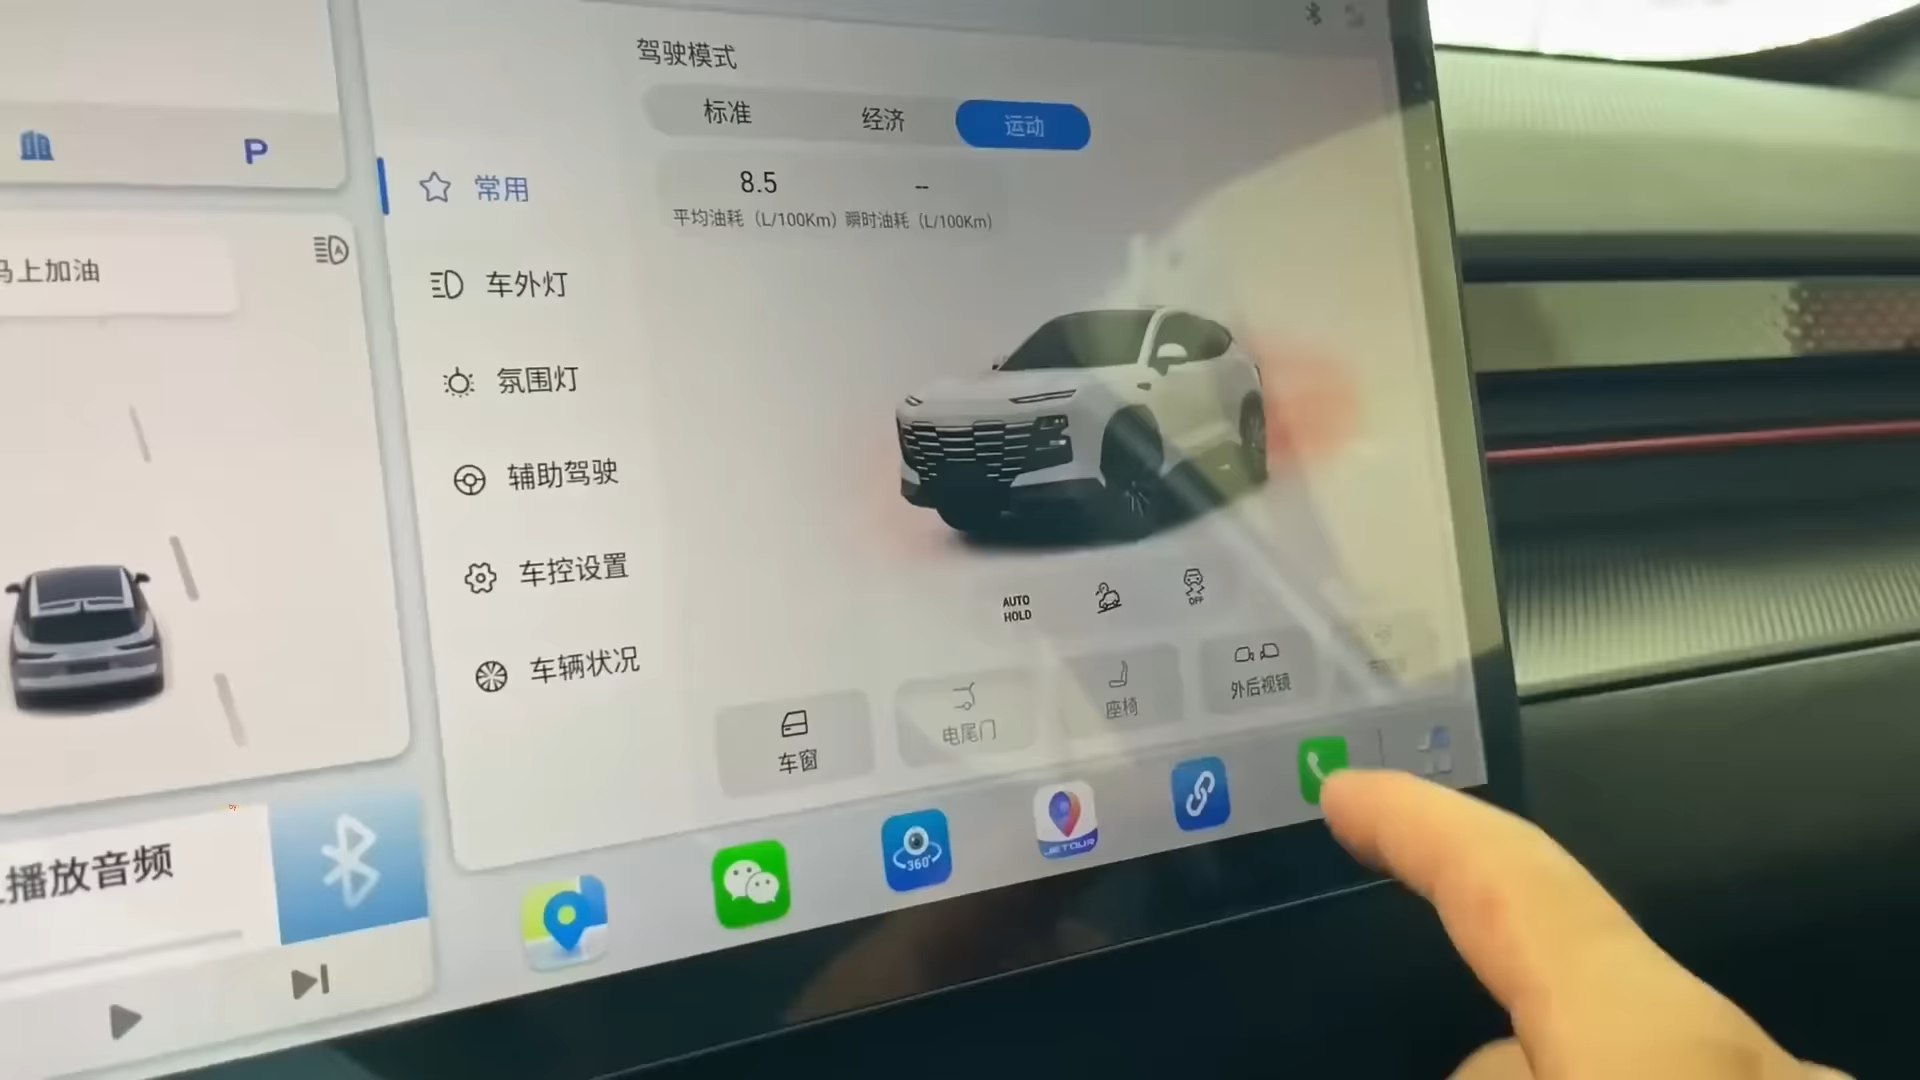 驾驶模式
标准
经济
运动
P
8.5
--
平均油耗（L/100Km）
瞬时油耗（L/100Km）
常用
车外灯
马上加油
氛围灯
辅助驾驶
车控设置
车辆状况
AUTO
HOLD
OFF
车窗
电尾门
座椅
外后视镜
播放音频
360°
JETOUR
by